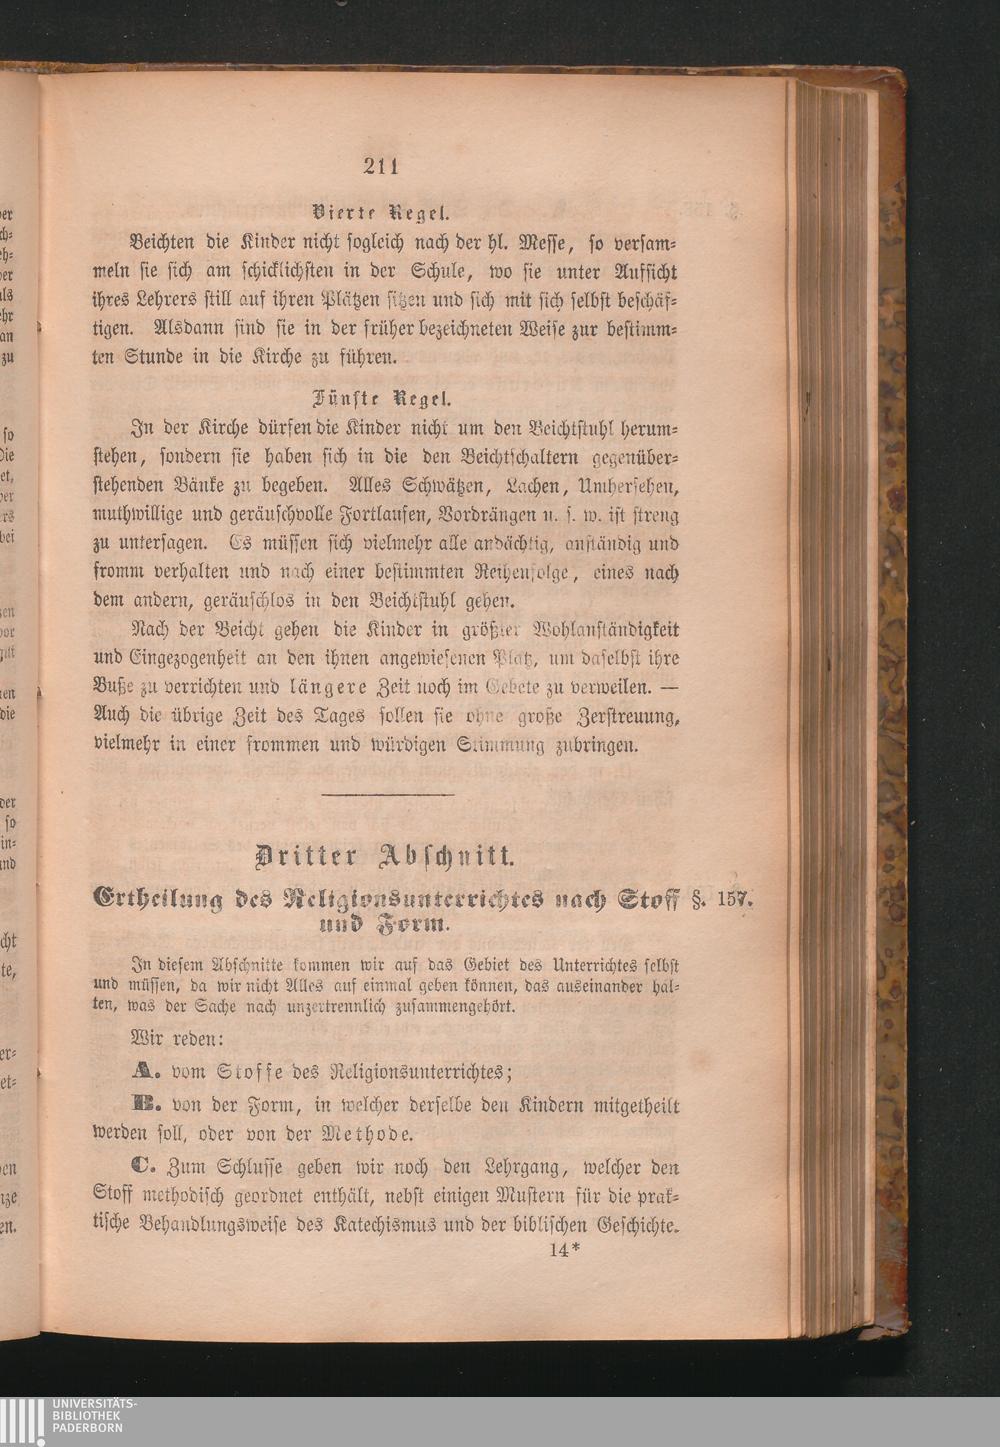 211
Vierte Regel.
Beichten die Kinder nicht sogleich nach der hl. Messe, so versam-
meln sie sich am schicklichsten in der Schule, wo sie unter Aufsicht
ihres Lehrers still auf ihren Plätzen sitzen und sich mit sich selbst beschäf-
tigen. Alsdann sind sie in der früher bezeichneten Weise zur bestimm-
ten Stunde in die Kirche zu führen.
Fünfte Regel.
In der Kirche dürfen die Kinder nicht um den Beichtstuhl herum-
stehen, sondern sie haben sich in die den Beichtschaltern gegenüber-
stehenden Bänke zu begeben. Alles Schwätzen, Lachen, Umhersehen,
muthwillige und geräuschvolle Fortlaufen, Vordrängen u. s. w. ist streng
zu untersagen. Es müssen sich vielmehr alle andächtig, anständig und
fromm verhalten und nach einer bestimmten Reihenfolge, eines nach
dem andern, geräuschlos in den Beichtstuhl gehen.
Nach der Beicht gehen die Kinder in größter Wohlanständigkeit
und Eingezogenheit an den ihnen angewiesenen Platz, um daselbst ihre
Buße zu verrichten und längere Zeit noch im Gebete zu verweilen. —
Auch die übrige Zeit des Tages sollen sie ohne große Zerstreuung,
vielmehr in einer frommen und würdigen Stimmung zubringen.
Dritter Abschnitt.
Ertheilung des Religionsunterrichtes nach Stoff §. 157.
und Form.
In diesem Abschnitte kommen wir auf das Gebiet des Unterrichtes selbst
und müssen, da wir nicht Alles auf einmal geben können, das auseinander hal-
ten, was der Sache nach unzertrennlich zusammengehört.
Wir reden:
A. vom Stoffe des Religionsunterrichtes;
B. von der Form, in welcher derselbe den Kindern mitgetheilt
werden soll, oder von der Methode.
C. Zum Schlusse geben wir noch den Lehrgang, welcher den
Stoff methodisch geordnet enthält, nebst einigen Mustern für die prak-
tische Behandlungsweise des Katechismus und der biblischen Geschichte.
14*
UNIVERSITÄTS-
BIBLIOTHEK
PADERBORN